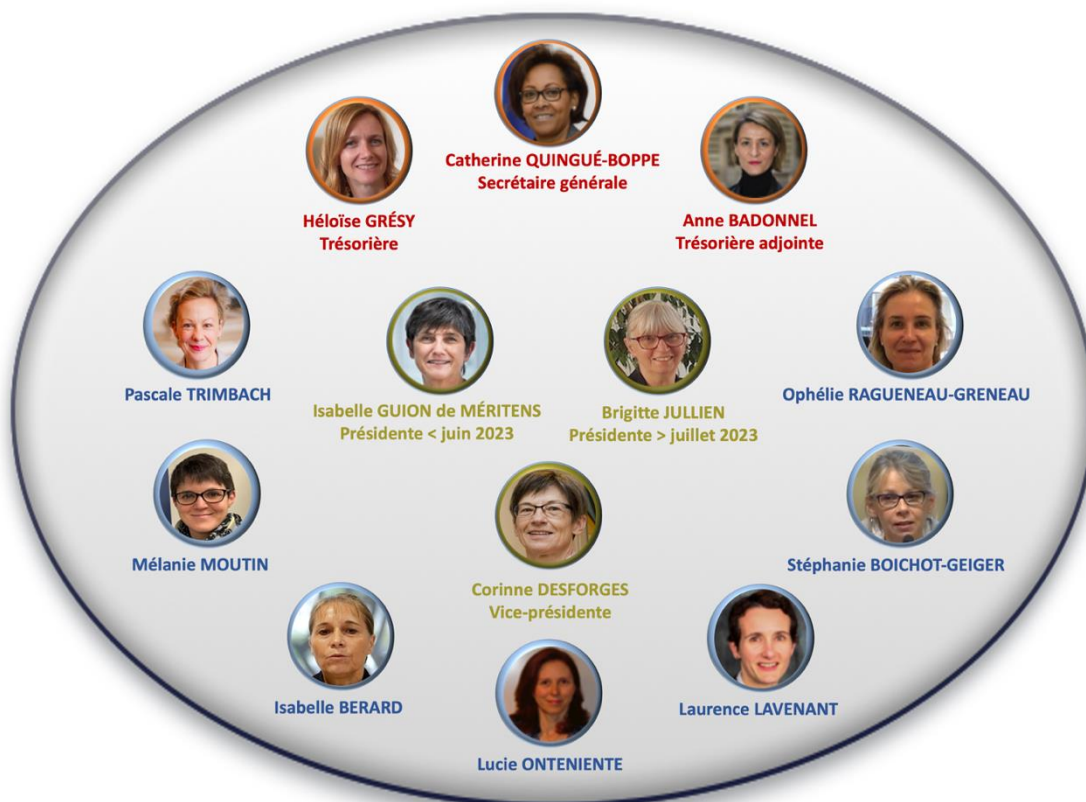 Catherine QUINGUÉ-BOPPE
Secrétaire générale
Héloïse GRÉSY
Trésorière
Anne BADONNEL
Trésorière adjointe
Pascale TRIMBACH
Isabelle GUION de MÉRITENS
Présidente < juin 2023
Brigitte JULLIEN
Présidente > juillet 2023
Ophélie RAGUENEAU-GRENEAU
Mélanie MOUTIN
Corinne DESFORGES
Vice-présidente
Stéphanie BOICHOT-GEIGER
Isabelle BERARD
Lucie ONTENIENTE
Laurence LAVENANT